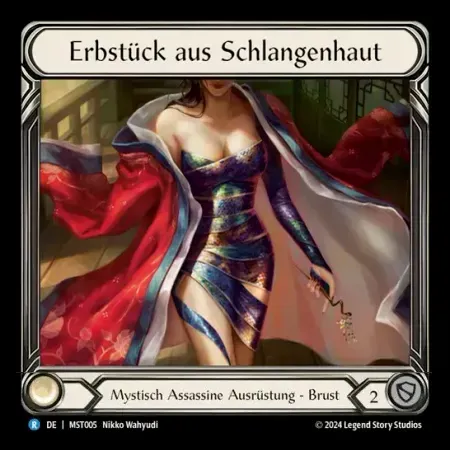 Erbstück aus Schlangenhaut
Mystisch Assassine Ausrüstung - Brust
2
R DE | MST005 Nikko Wahyudi © 2024 Legend Story Studios